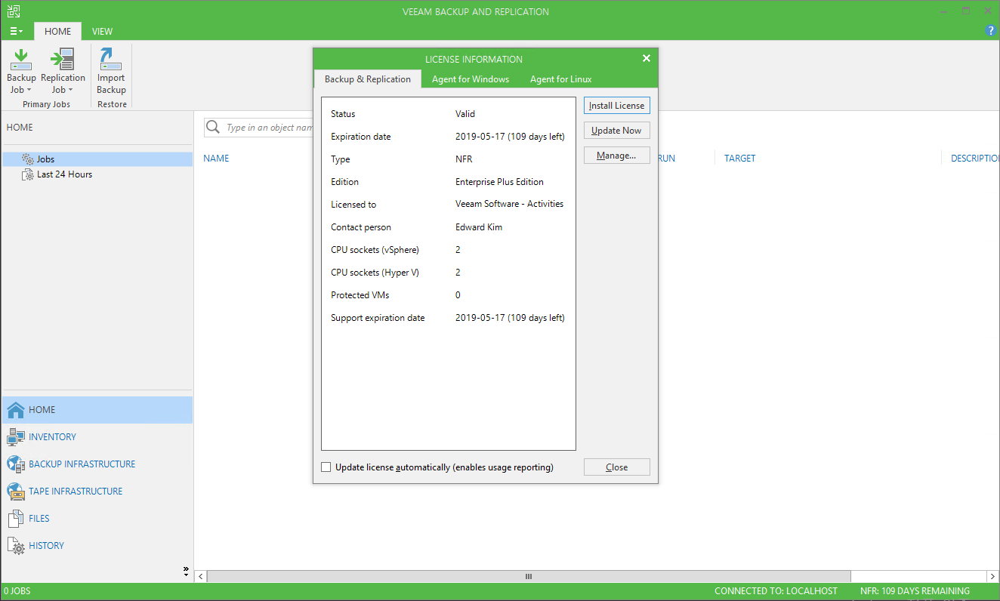 VEEAM BACKUP AND REPLICATION
HOME VIEW
?
Backup Job
Replication Job
Import Backup
Primary Jobs
Restore
HOME
Jobs
Last 24 Hours
HOME
INVENTORY
BACKUP INFRASTRUCTURE
TAPE INFRASTRUCTURE
FILES
HISTORY
Type in an object nam
NAME RUN TARGET DESCRIPTIO
LICENSE INFORMATION
Backup & Replication Agent for Windows Agent for Linux
Status Valid
Expiration date 2019-05-17 (109 days left)
Type NFR
Edition Enterprise Plus Edition
Licensed to Veeam Software - Activities
Contact person Edward Kim
CPU sockets (vSphere) 2
CPU sockets (Hyper V) 2
Protected VMs 0
Support expiration date 2019-05-17 (109 days left)
Install License
Update Now
Manage...
Update license automatically (enables usage reporting)
Close
0 JOBS CONNECTED TO: LOCALHOST NFR: 109 DAYS REMAINING